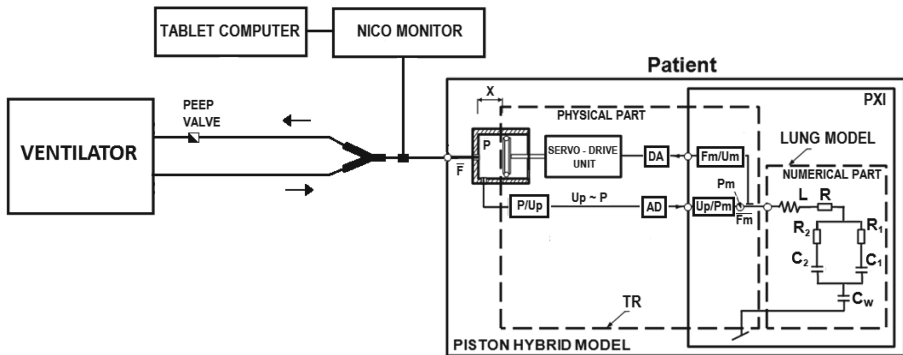 TABLET COMPUTER
NICO MONITOR
Patient
PEEP
VALVE
VENTILATOR
X
PHYSICAL PART
PXI
LUNG MODEL
P
SERVO - DRIVE
UNIT
DA
Fm/Um
NUMERICAL PART
F
Pm
L
R
P/Up
Up ~ P
AD
Up/Pm
Fm
R2
R1
C2
C1
CW
TR
PISTON HYBRID MODEL